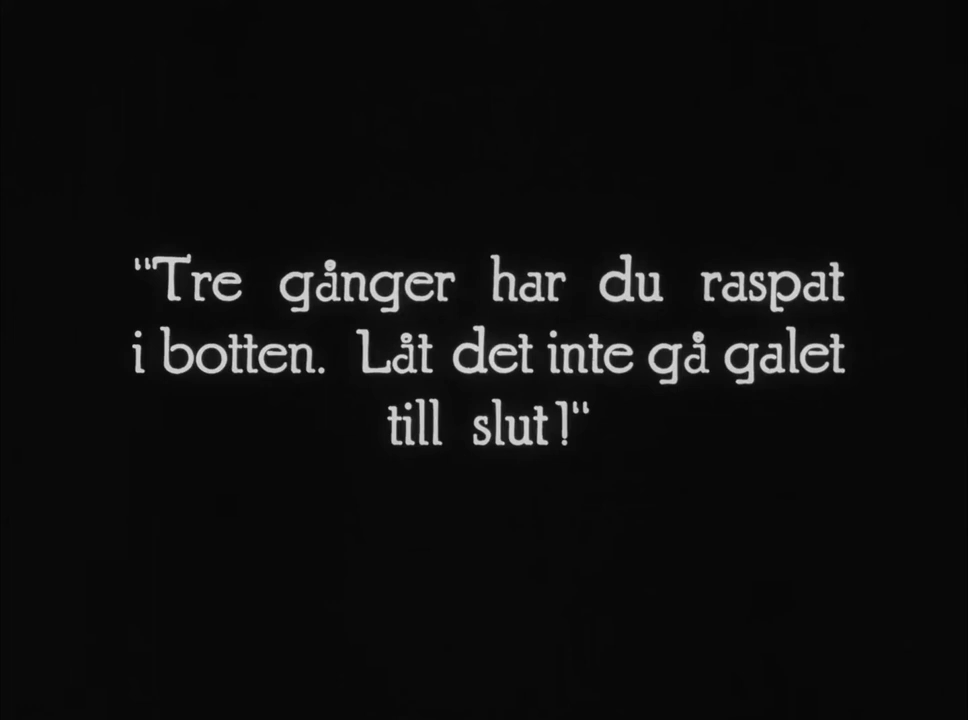 "Tre gånger har du raspat
i botten. Låt det inte gå galet
till slut!"